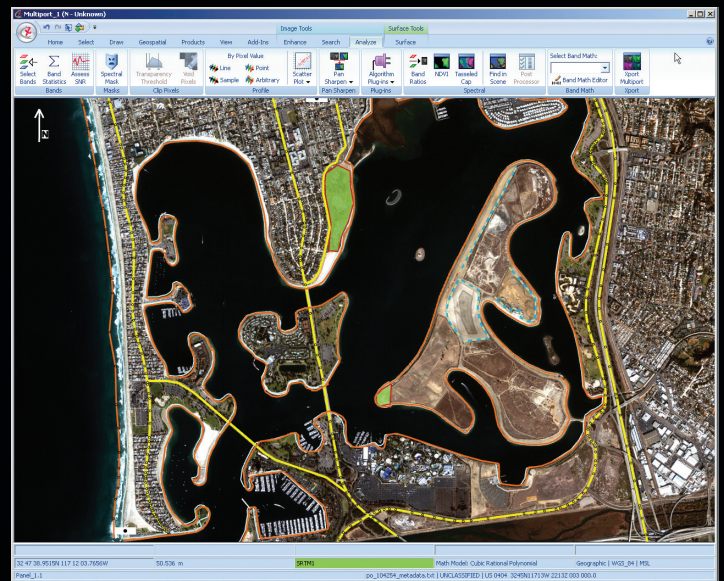 Multiport_1 (N - Unknown)
Image Tools
Surface Tools
Home Select Draw Geospatial Products View Add-Ins Enhance Search Analyze Surface
Select Bands
Band Statistics
Assess SNR
Bands
Spectral Mask
Masks
Transparency Threshold
Void Pixels
Clip Pixels
By Pixel Value
Line
Point
Sample
Arbitrary
Profile
Scatter Plot
Pan Sharpen
Pan Sharpen
Algorithm Plug-ins
Plug-ins
Band Ratios
NDVI
Tasseled Cap
Find in Scene
Post Processor
Spectral
Select Band Math:
Band Math Editor
Band Math
Xport Multiport
Xport
N
32 47 38.9515N 117 12 03.7656W
50.536 m
SRTM1
Math Model: Cubic Rational Polynomial
Geographic | WGS_84 | MSL
Panel_1-1
po_104254_metadata.txt | UNCLASSIFIED | US 0404 3245N11713W 2213Z 003 000.0